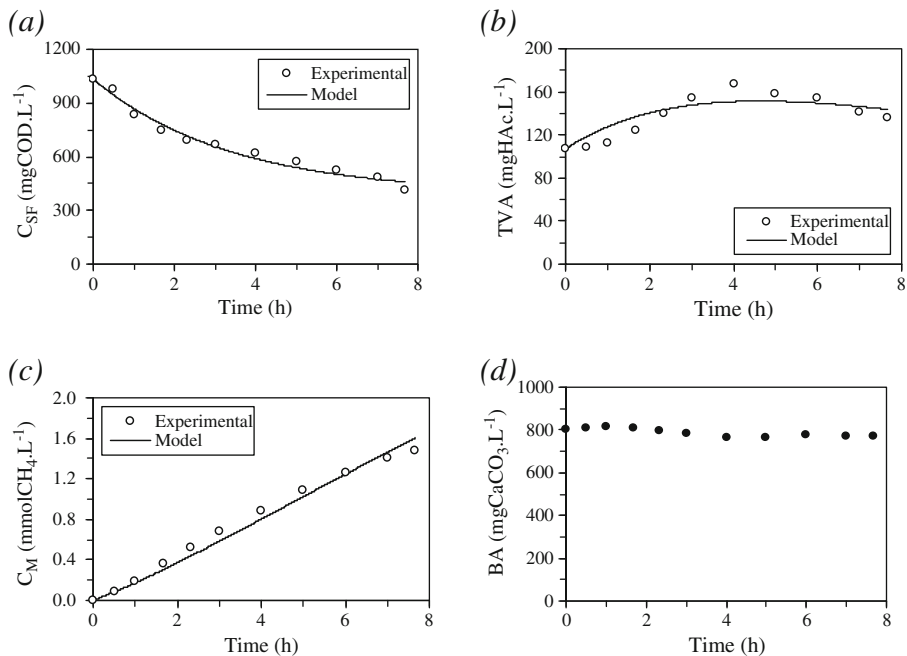 (a)
1200
900
600
300
0
C_SF (mgCOD.L⁻¹)
Experimental
Model
0 2 4 6 8
Time (h)
(b)
200
160
120
80
40
0
TVA (mgHAc.L⁻¹)
Experimental
Model
0 2 4 6 8
Time (h)
(c)
2.0
1.6
1.2
0.8
0.4
0.0
C_M (mmolCH₄.L⁻¹)
Experimental
Model
0 2 4 6 8
Time (h)
(d)
1000
800
600
400
200
0
BA (mgCaCO₃.L⁻¹)
0 2 4 6 8
Time (h)